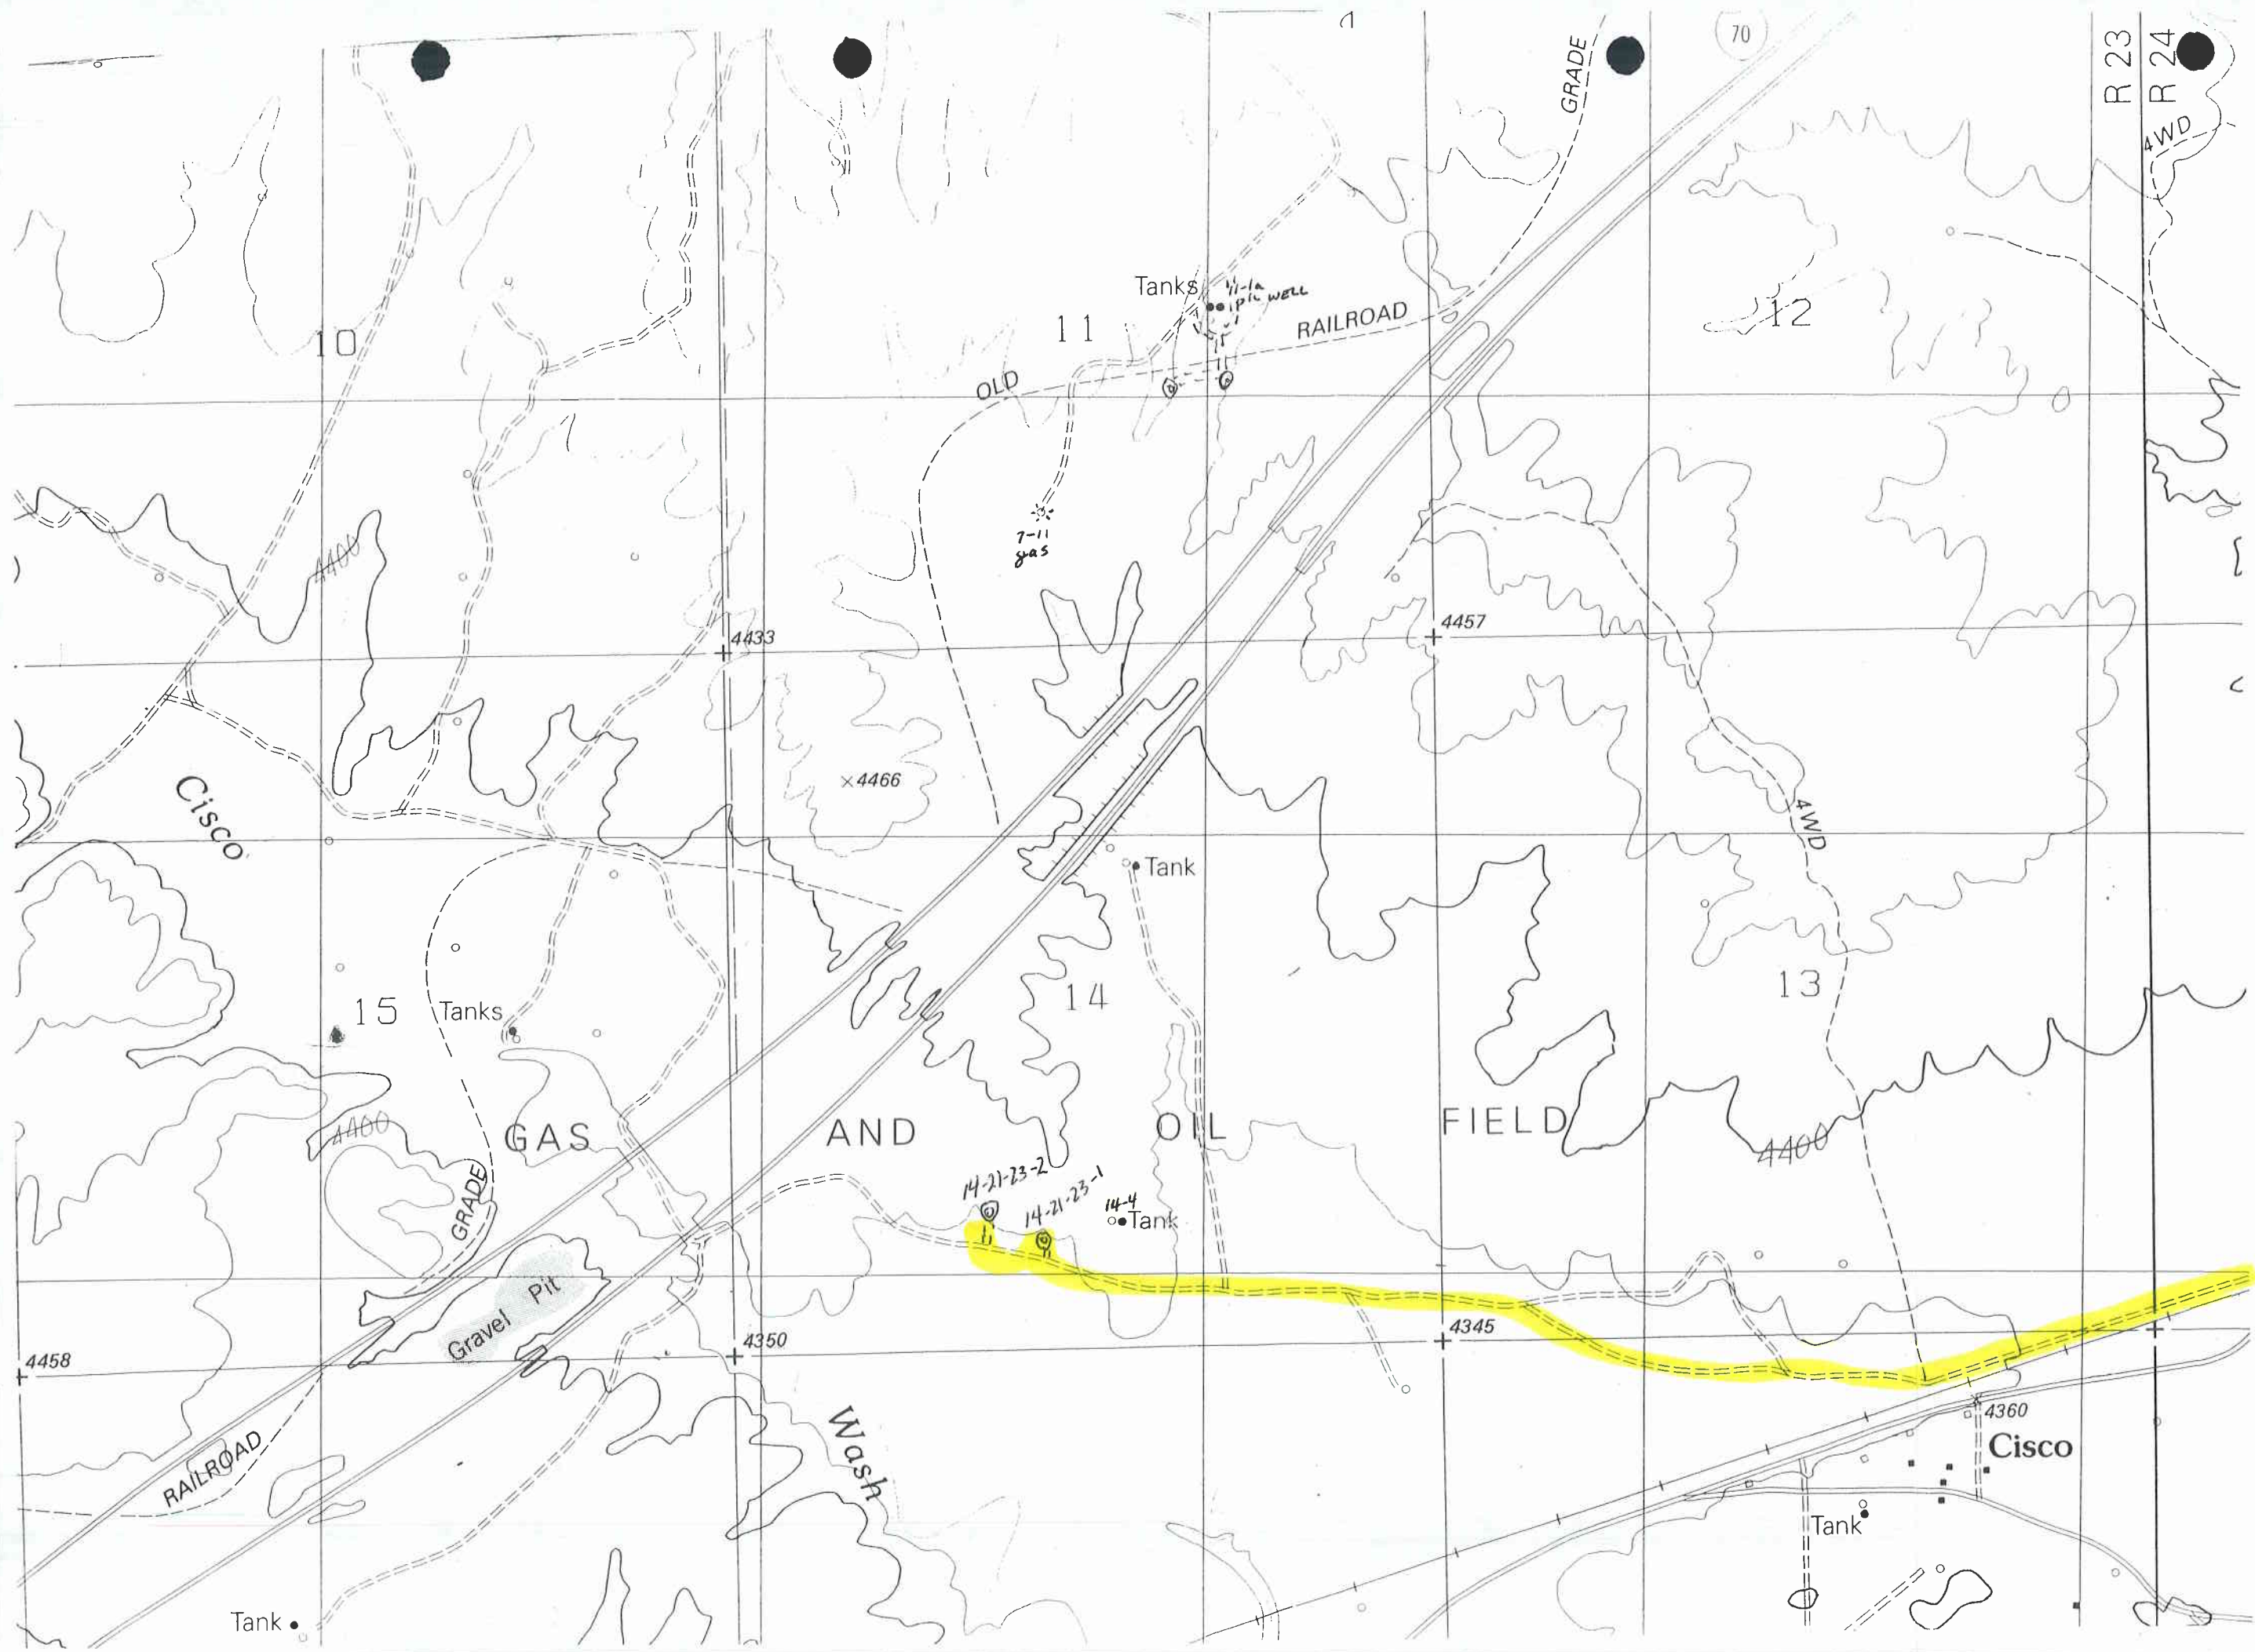 70
R 23
R 24
GRADE
4WD
Tanks
11-1a
WELL
RAILROAD
10
11
12
OLD
7-11
gas
4400
4433
4457
×4466
Cisco
4WD
Tank
15
Tanks
14
13
4400
GAS AND OIL FIELD
4400
14-21-23-2
14-21-23-1
14-4
Tank
GRADE
Gravel Pit
4458
4350
4345
4360
Cisco
RAILROAD
Wash
Tank
Tank